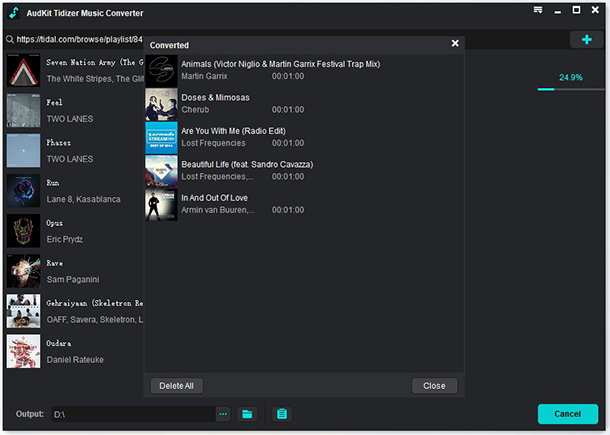 AudKit Tidizer Music Converter
https://tidal.com/browse/playlist/84
Converted
24.9%
Seven Nation Army (The G
The White Stripes, The Glit
Feel
TWO LANES
Phases
TWO LANES
Run
Lane 8, Kasablanca
Opus
Eric Prydz
Rave
Sam Paganini
Gehraiyaan (Skeletron Re
OAFF, Savera, Skeletron, L
Oudara
Daniel Rateuke
Animals (Victor Niglio & Martin Garrix Festival Trap Mix)
Martin Garrix 00:01:00
Doses & Mimosas
Cherub 00:01:00
Are You With Me (Radio Edit)
Lost Frequencies 00:01:00
Beautiful Life (feat. Sandro Cavazza)
Lost Frequencies,... 00:01:00
In And Out Of Love
Armin van Buuren,... 00:01:00
Delete All
Close
Output: D:\ ...
Cancel